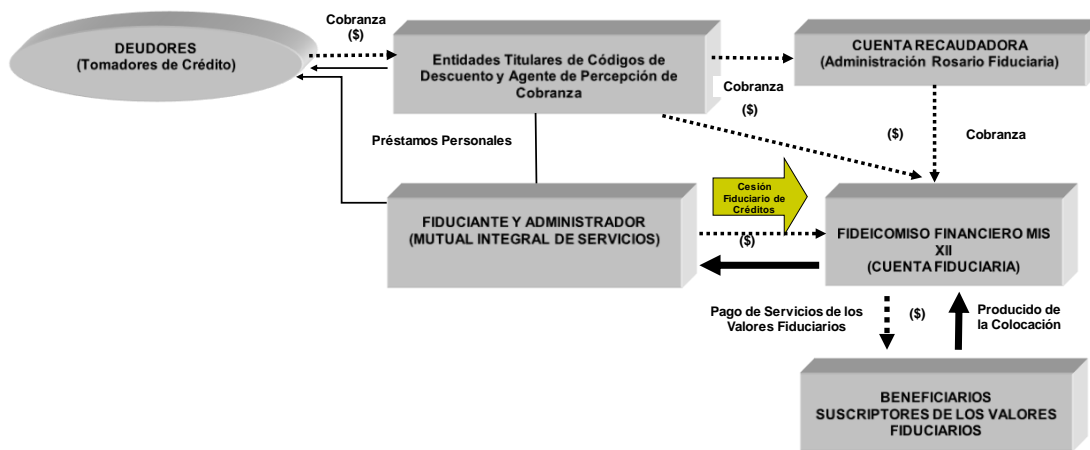 Cobranza
($)
DEUDORES
(Tomadores de Crédito)
Entidades Titulares de Códigos de
Descuento y Agente de Percepción de
Cobranza
CUENTA RECAUDADORA
(Administración Rosario Fiduciaria)
Cobranza
($)
($)
Cobranza
Préstamos Personales
Cesión
Fiduciario de
Créditos
FIDUCIANTE Y ADMINISTRADOR
(MUTUAL INTEGRAL DE SERVICIOS)
($)
FIDEICOMISO FINANCIERO MIS
XII
(CUENTA FIDUCIARIA)
Pago de Servicios de los
Valores Fiduciarios
($)
Producido de
la Colocación
BENEFICIARIOS
SUSCRIPTORES DE LOS VALORES
FIDUCIARIOS